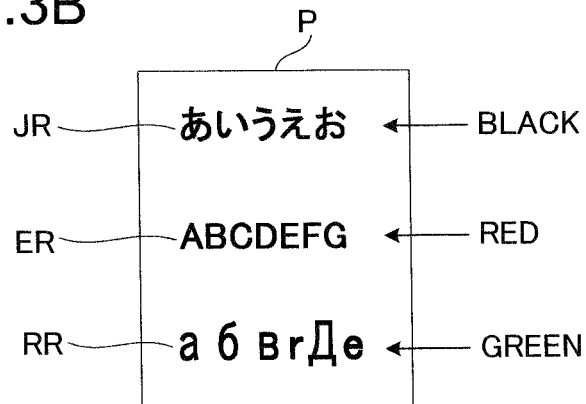 .3B
P
JR あいうえお BLACK
ER ABCDEFG RED
RR а б вгДе GREEN